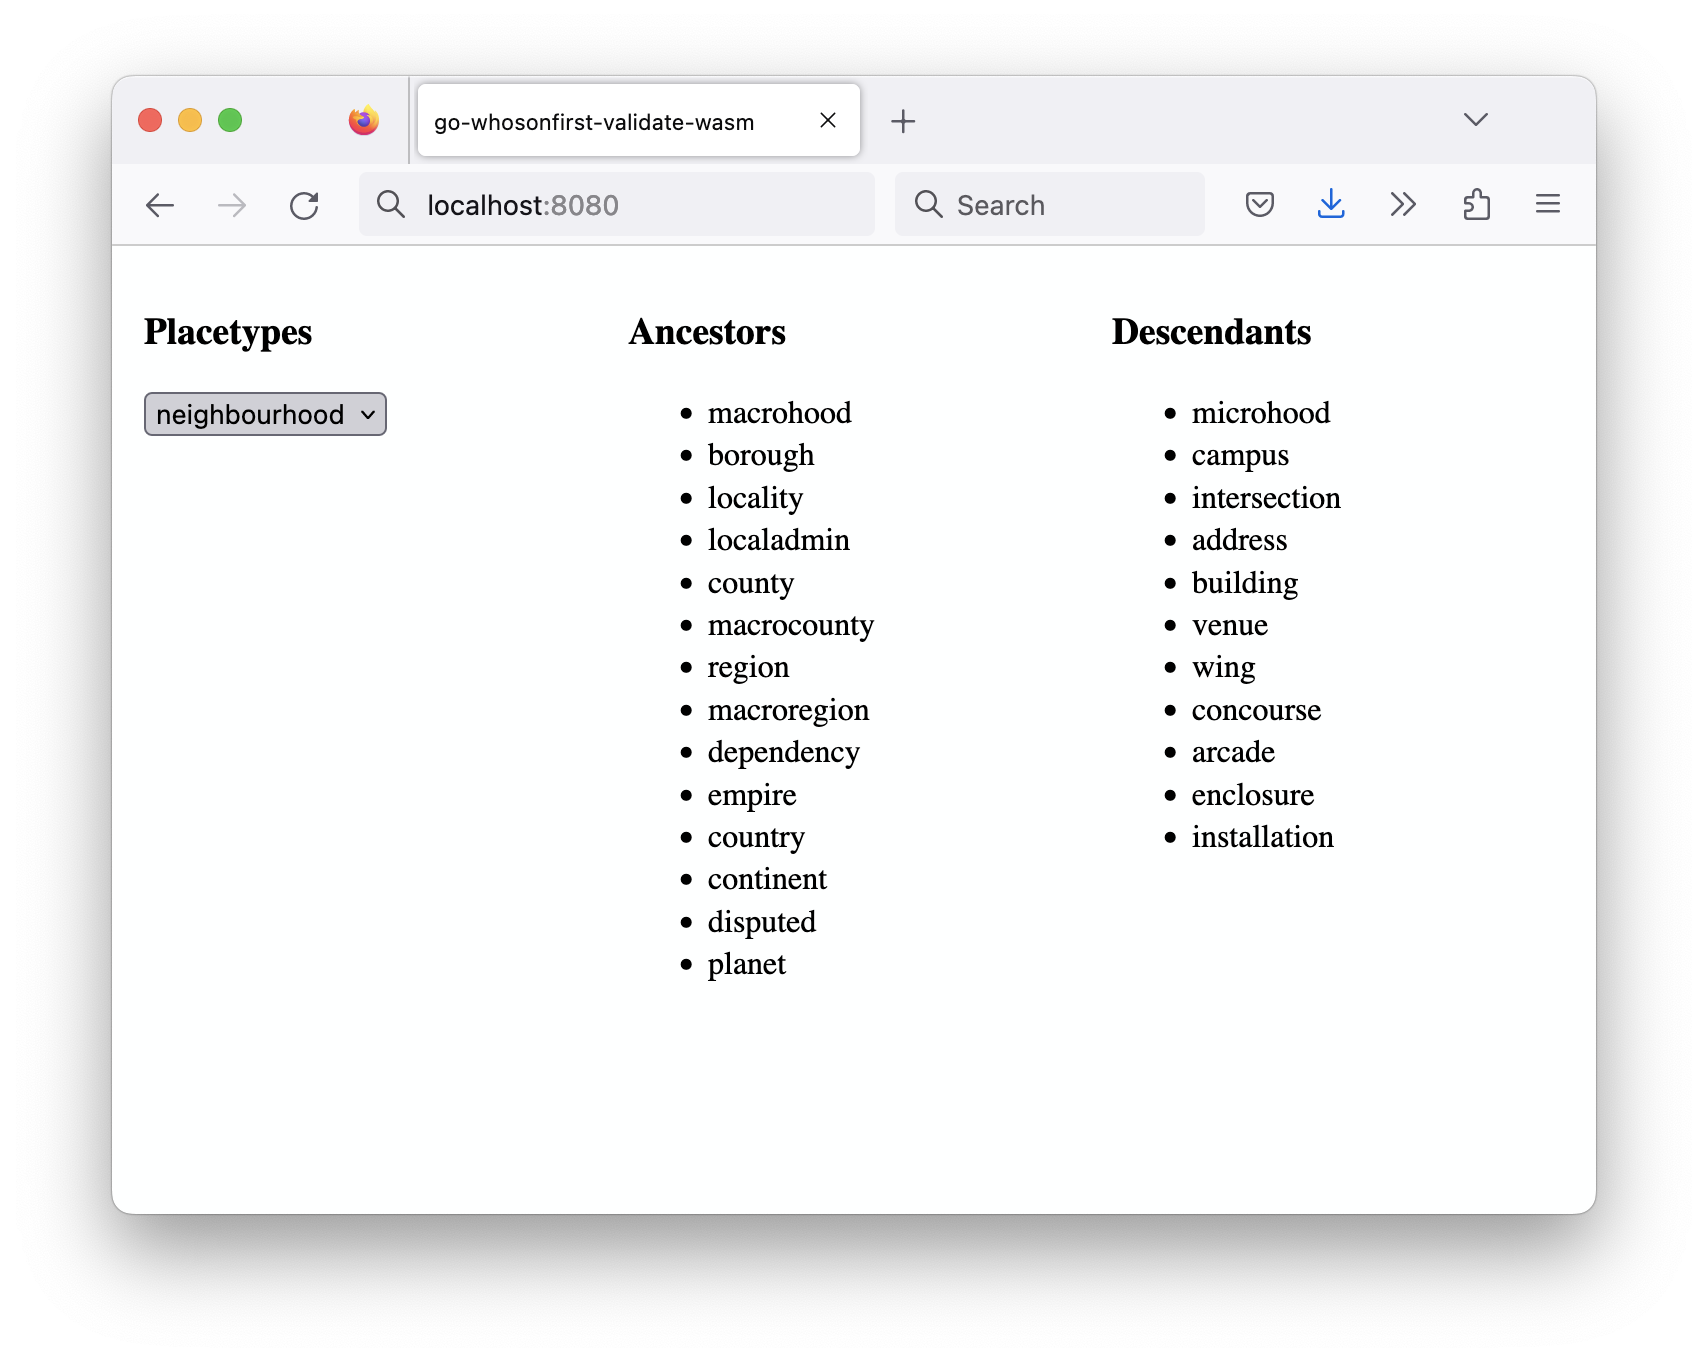 go-whosonfirst-validate-wasm
localhost:8080
Search
Placetypes
neighbourhood
Ancestors
macrohood
borough
locality
localadmin
county
macrocounty
region
macroregion
dependency
empire
country
continent
disputed
planet
Descendants
microhood
campus
intersection
address
building
venue
wing
concourse
arcade
enclosure
installation